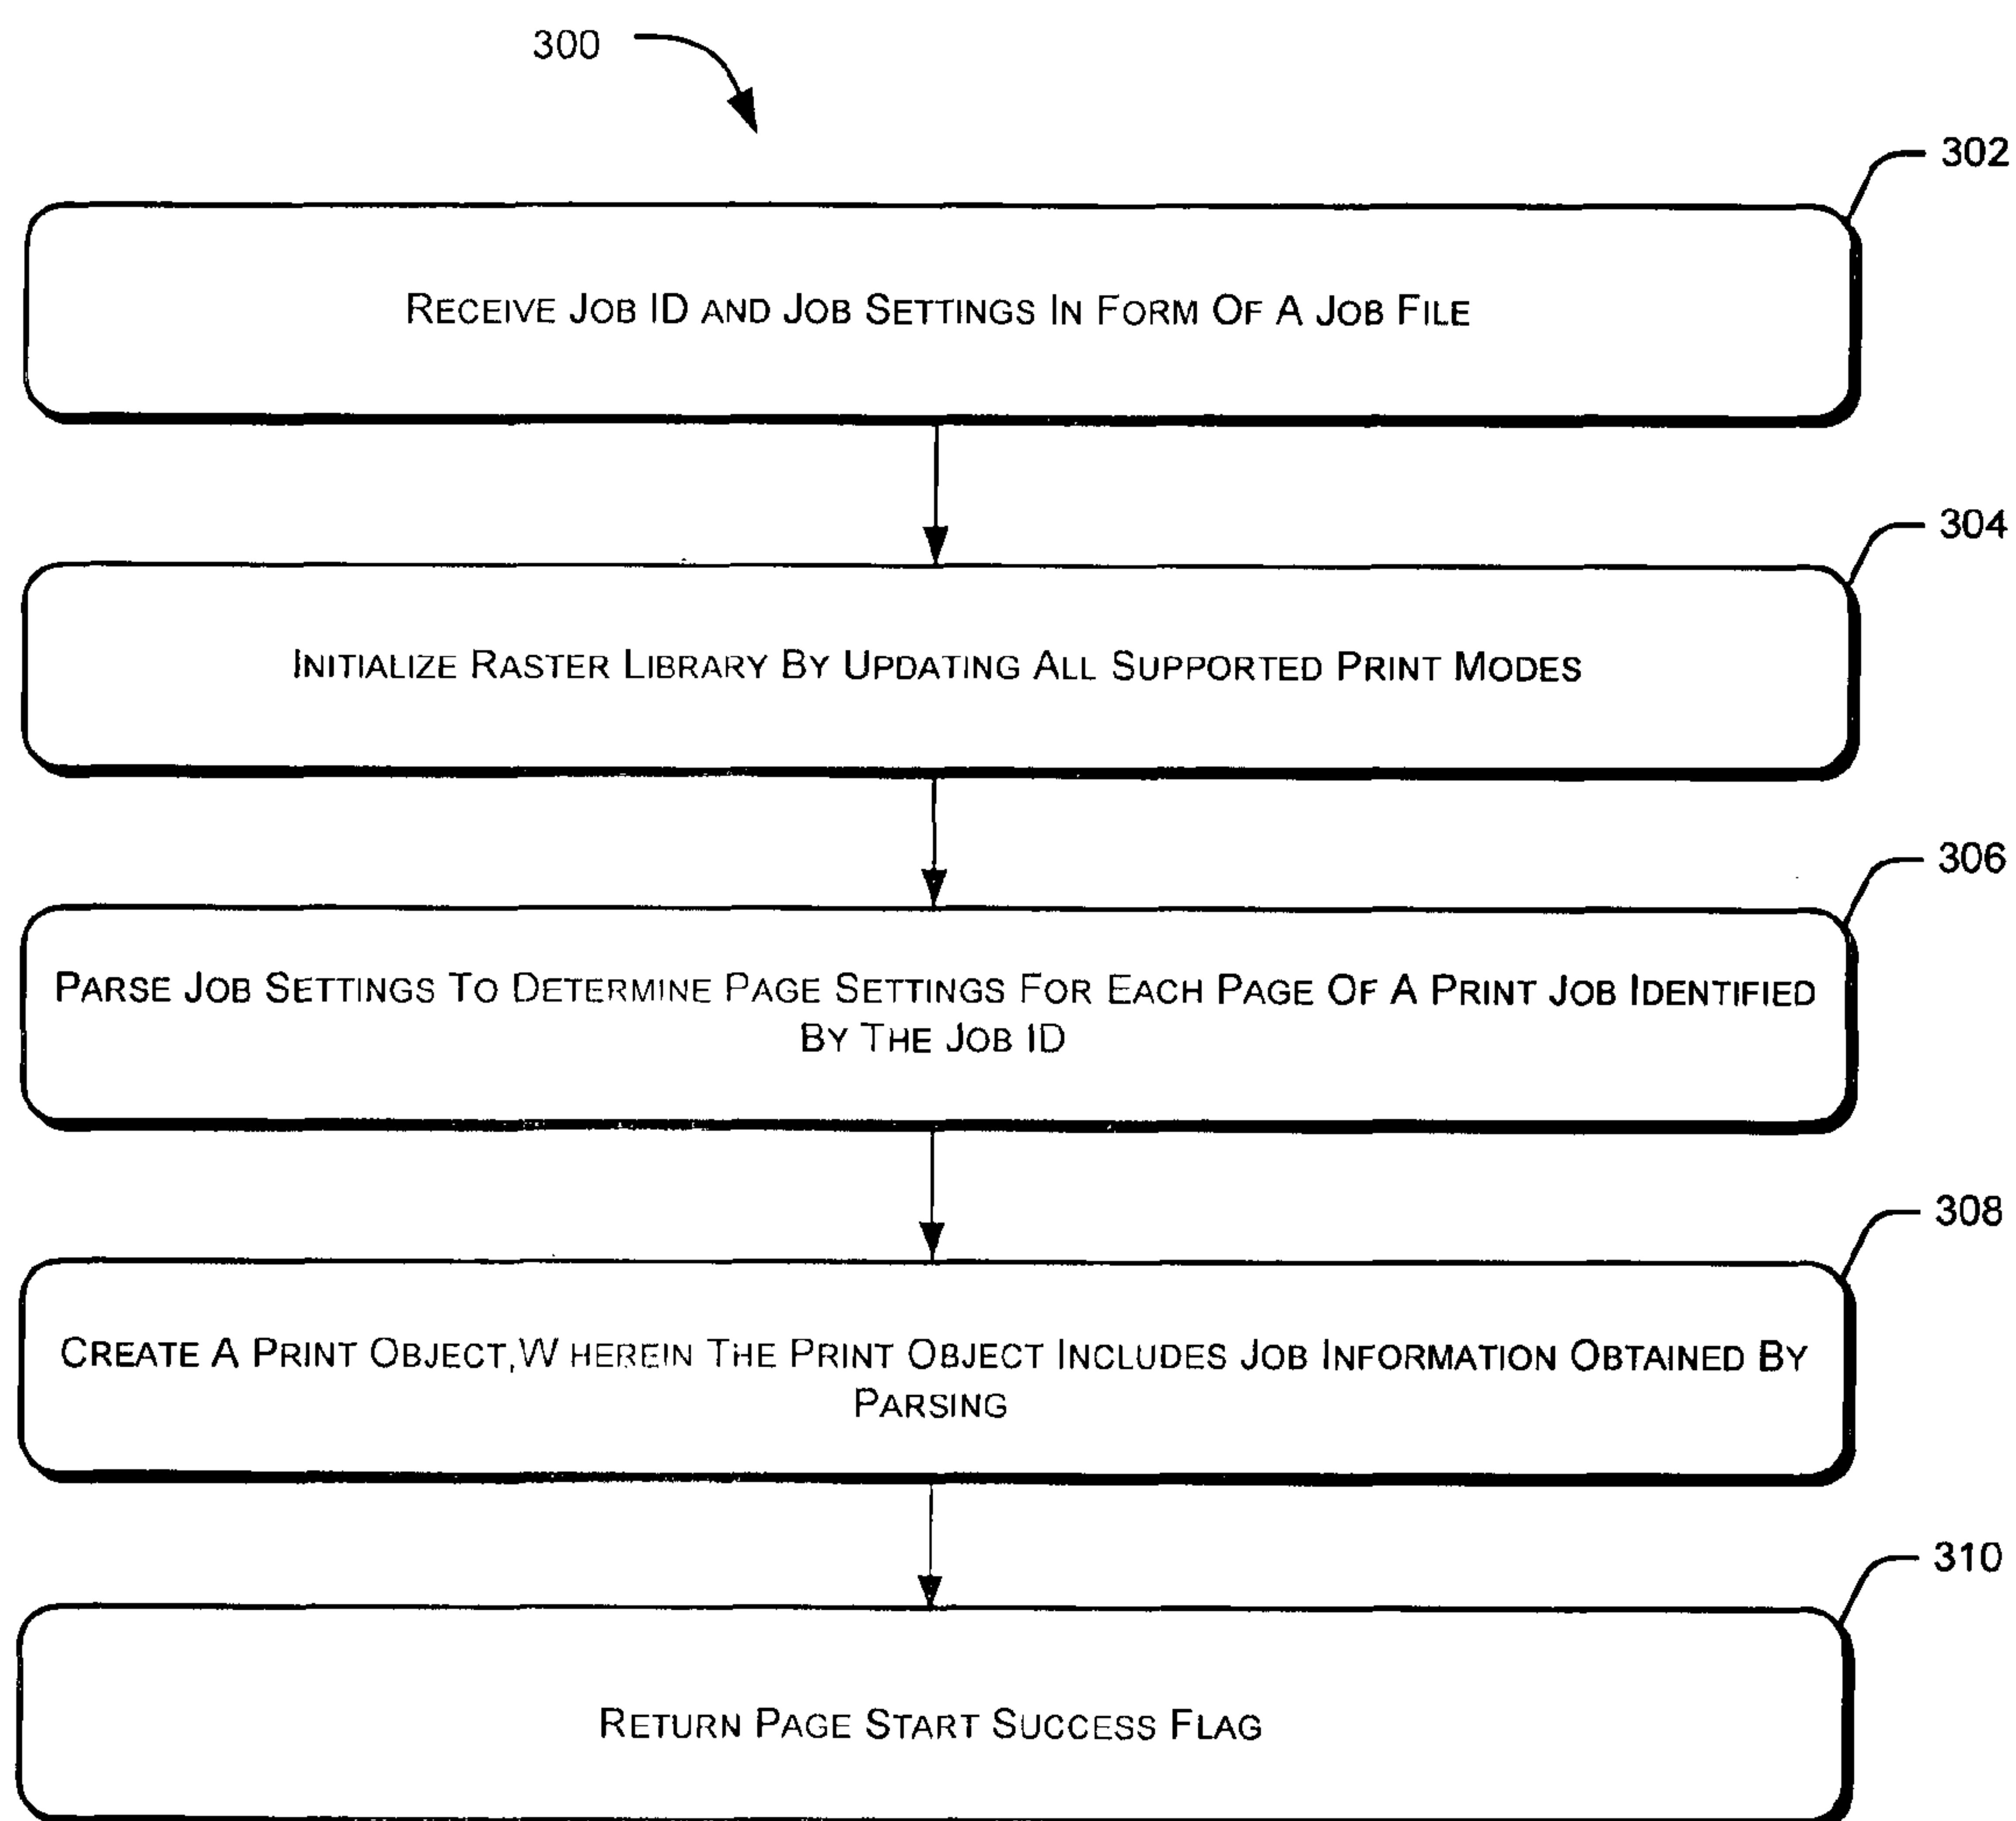 300
302
RECEIVE JOB ID AND JOB SETTINGS IN FORM OF A JOB FILE
304
INITIALIZE RASTER LIBRARY BY UPDATING ALL SUPPORTED PRINT MODES
306
PARSE JOB SETTINGS TO DETERMINE PAGE SETTINGS FOR EACH PAGE OF A PRINT JOB IDENTIFIED
BY THE JOB ID
308
CREATE A PRINT OBJECT,W HEREIN THE PRINT OBJECT INCLUDES JOB INFORMATION OBTAINED BY
PARSING
310
RETURN PAGE START SUCCESS FLAG